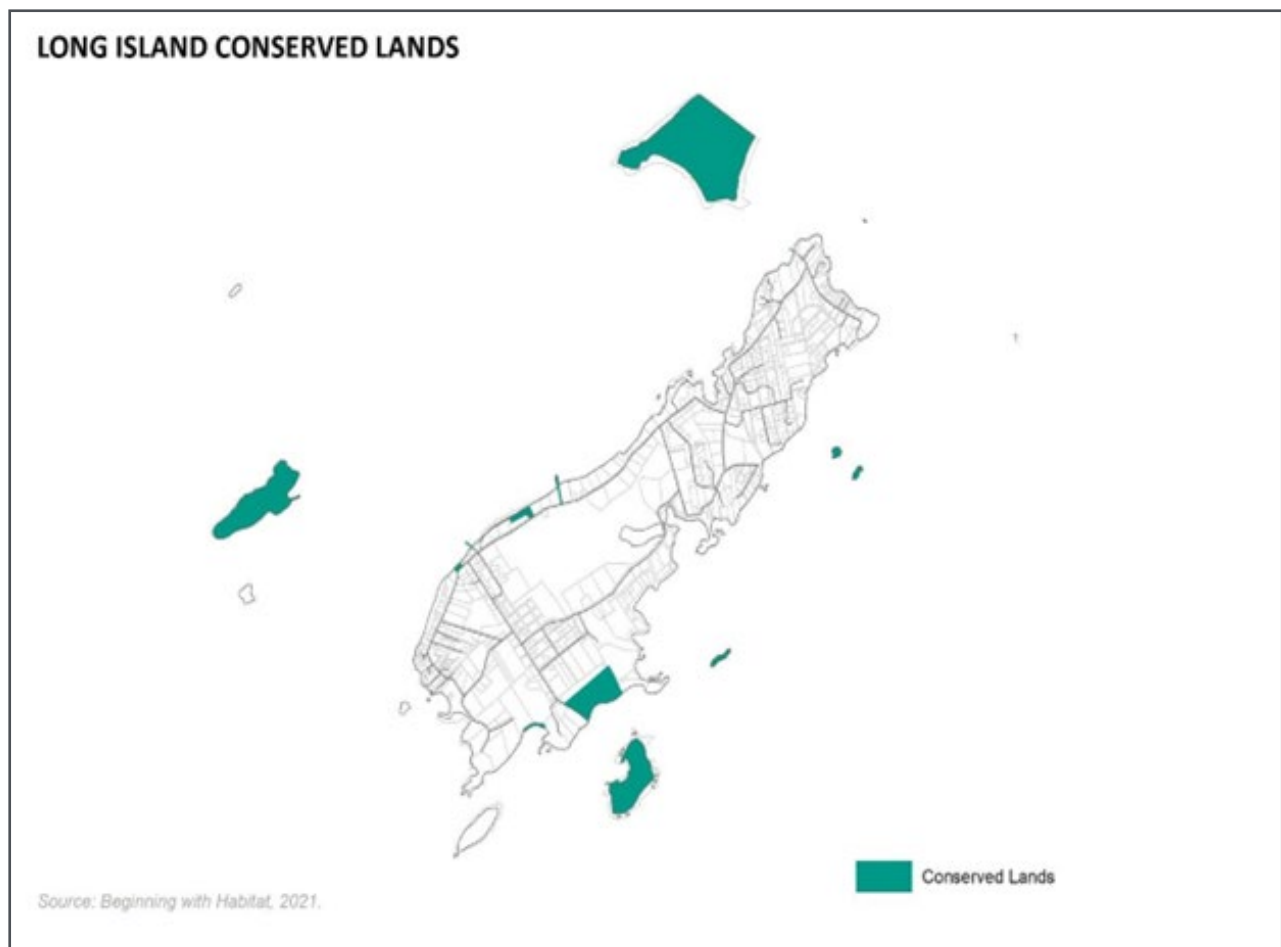 LONG ISLAND CONSERVED LANDS
Conserved Lands
Source: Beginning with Habitat, 2021.